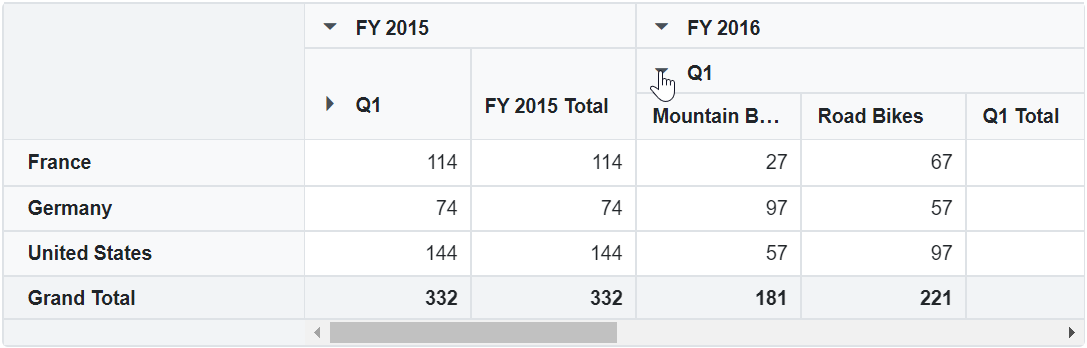 FY 2015 FY 2016
Q1
Q1 FY 2015 Total
Mountain B... Road Bikes Q1 Total
France 114 114 27 67
Germany 74 74 97 57
United States 144 144 57 97
Grand Total 332 332 181 221